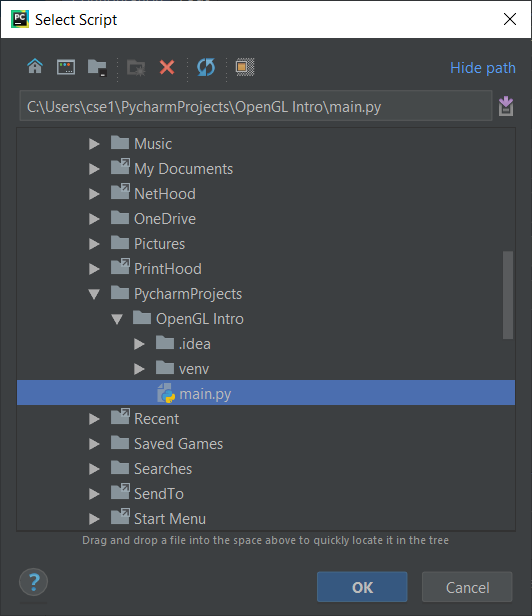 PC Select Script
Hide path
C:\Users\cse1\PycharmProjects\OpenGL Intro\main.py
Music
My Documents
NetHood
OneDrive
Pictures
PrintHood
PycharmProjects
OpenGL Intro
.idea
venv
main.py
Recent
Saved Games
Searches
SendTo
Start Menu
Drag and drop a file into the space above to quickly locate it in the tree
? OK Cancel